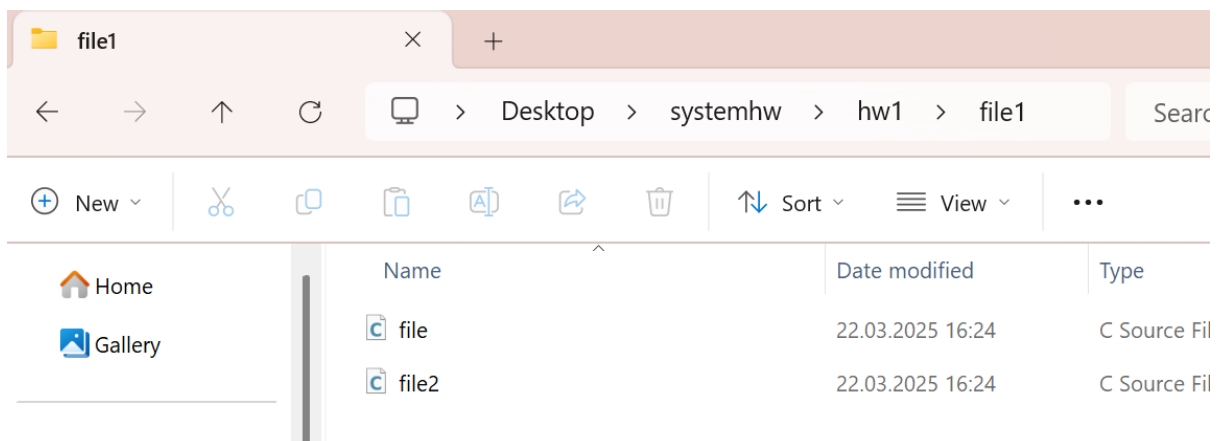 file1
Desktop > systemhw > hw1 > file1 Searc
New Sort View
Name Date modified Type
Home
file 22.03.2025 16:24 C Source Fil
Gallery
file2 22.03.2025 16:24 C Source Fil